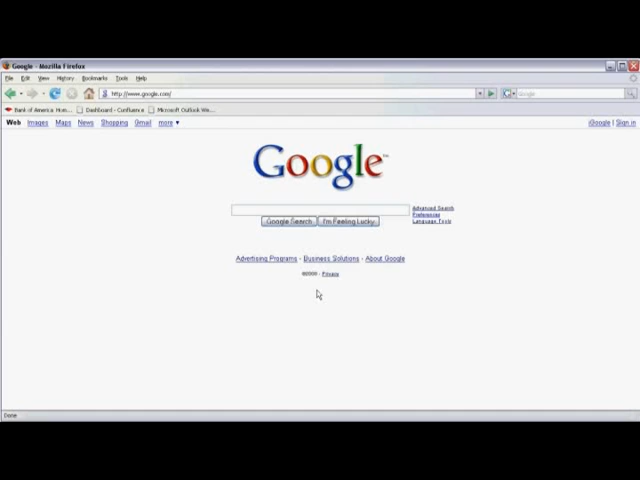 Google - Mozilla Firefox
File Edit View History Bookmarks Tools Help
http://www.google.com/
Google
Bank of America Hom... Dashboard - Confluence Microsoft Outlook We...
Web Images Maps News Shopping Gmail more ▼ iGoogle | Sign in
Google™
Advanced Search
Preferences
Language Tools
Google Search I'm Feeling Lucky
Advertising Programs - Business Solutions - About Google
©2008 - Privacy
Done